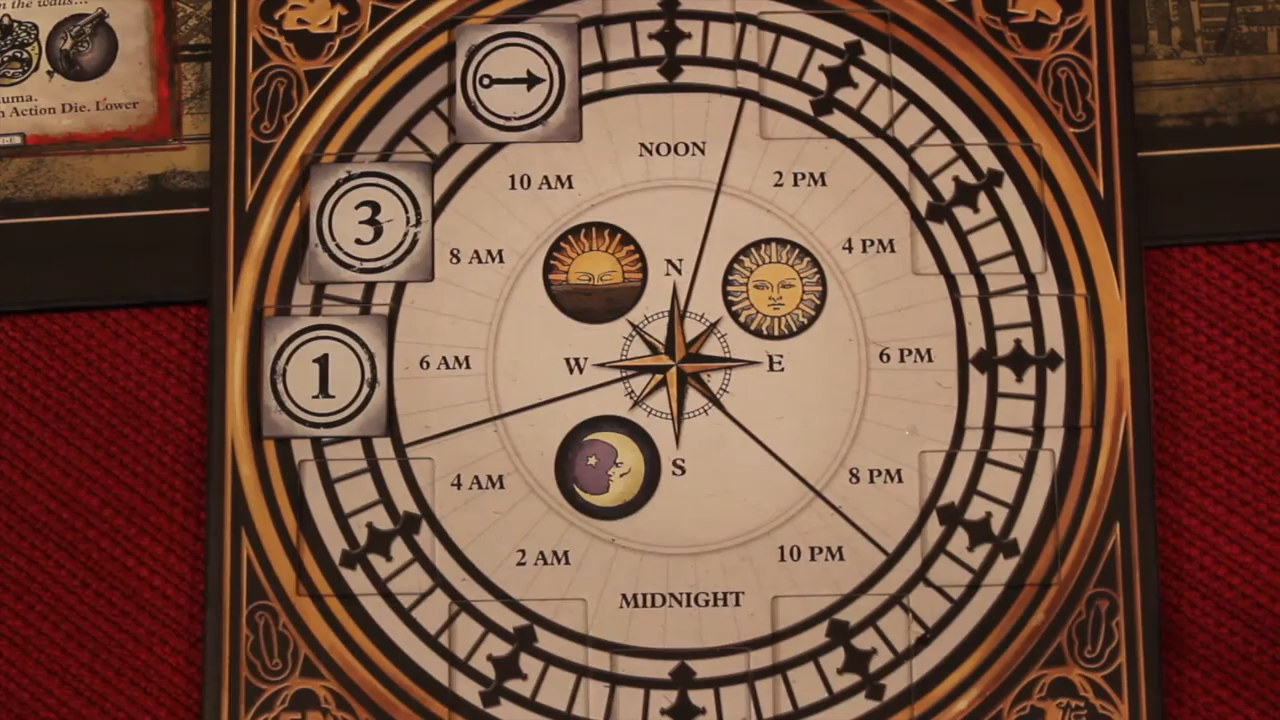 n the walls...
uma.
n Action Die. Lower
NOON
10 AM
2 PM
3
8 AM
4 PM
N
1
6 AM
W
E
6 PM
S
4 AM
8 PM
2 AM
10 PM
MIDNIGHT